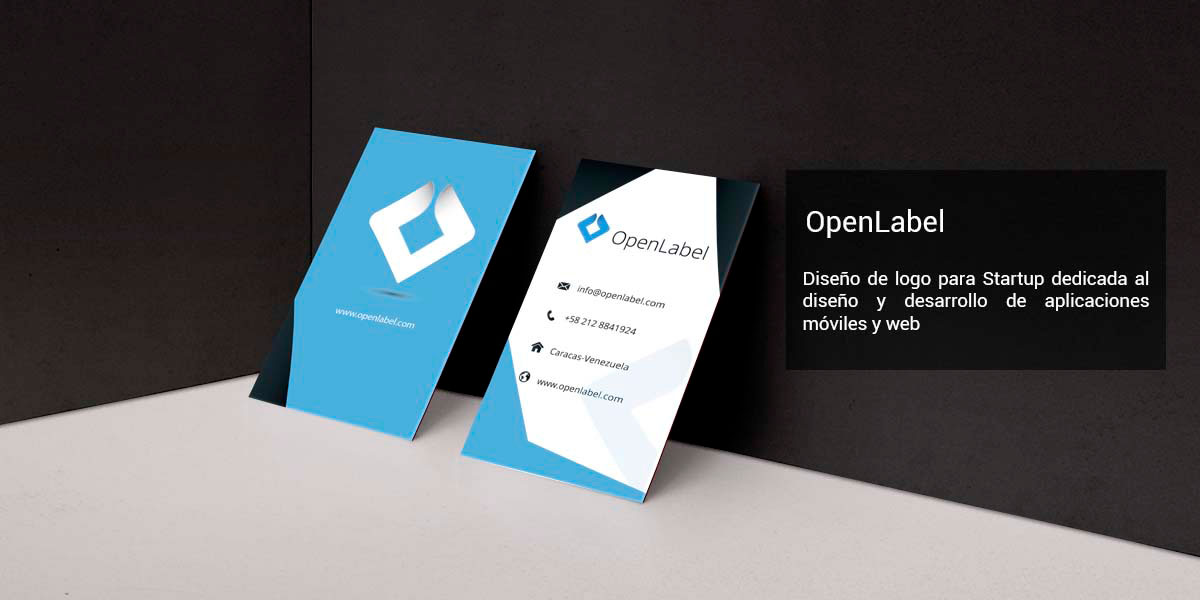 www.openlabel.com
OpenLabel
info@openlabel.com
+58 212 8841924
Caracas-Venezuela
www.openlabel.com
OpenLabel
Diseño de logo para Startup dedicada al
diseño y desarrollo de aplicaciones
móviles y web